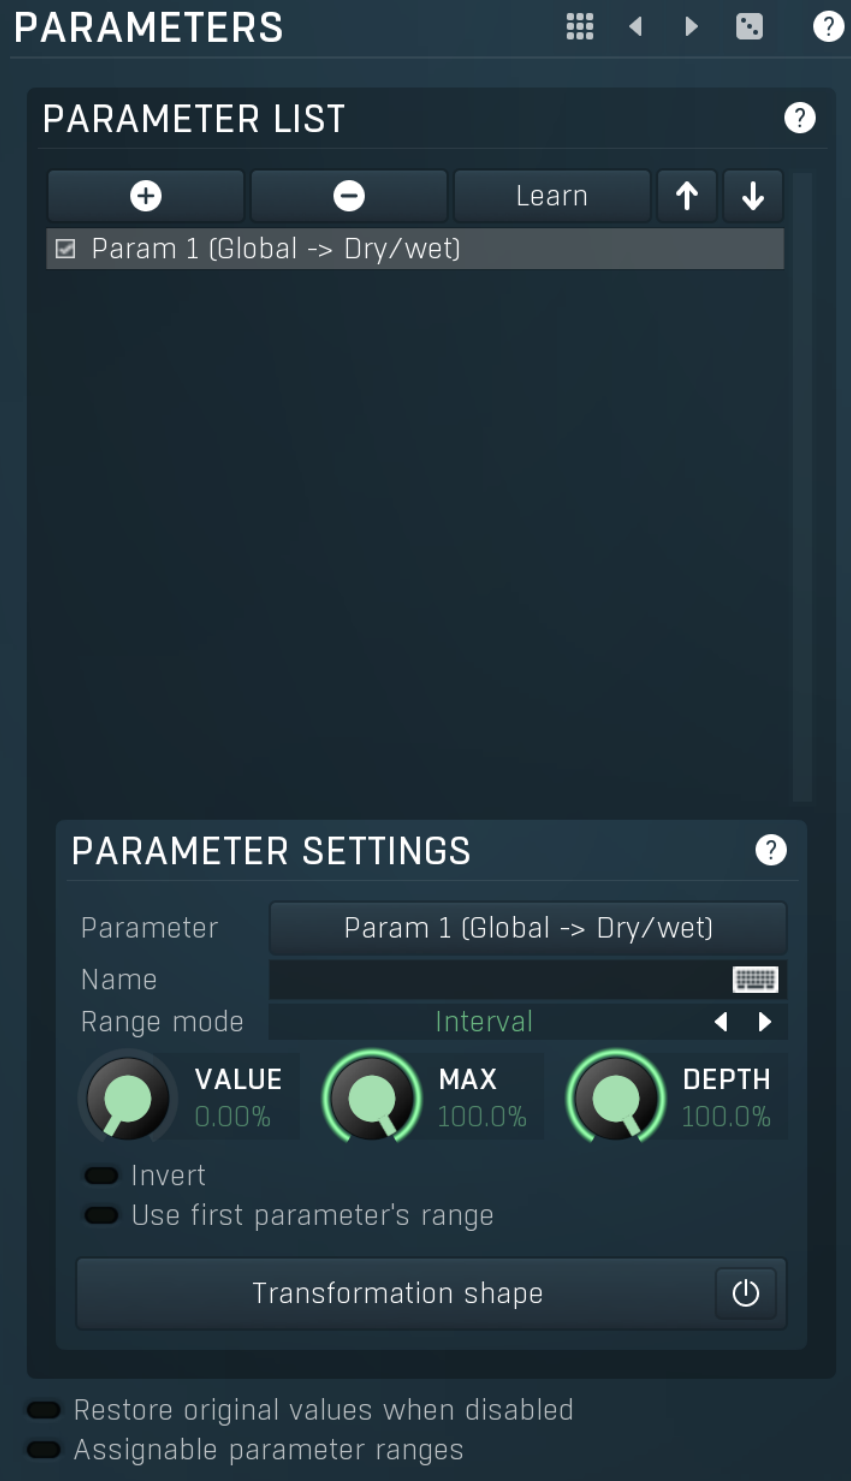 PARAMETERS
?
PARAMETER LIST
?
Learn
Param 1 (Global -> Dry/wet)
PARAMETER SETTINGS
?
Parameter Param 1 (Global -> Dry/wet)
Name
Range mode Interval
VALUE MAX DEPTH
0.00% 100.0% 100.0%
Invert
Use first parameter's range
Transformation shape
Restore original values when disabled
Assignable parameter ranges